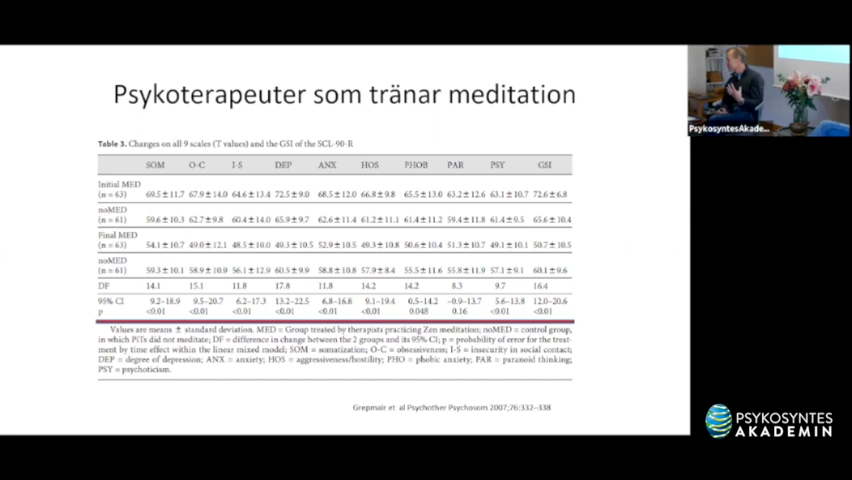 Psykoterapeuter som tränar meditation
Table 3. Changes on all 9 scales (T values) and the GSI of the SCL-90-R
SOM O-C I-S DEP ANX HOS PHOB PAR PSY GSI
Initial MED
(n = 63) 69.5 ± 11.7 67.9 ± 14.0 64.6 ± 13.4 72.5 ± 9.0 68.5 ± 12.0 66.8 ± 9.8 65.5 ± 13.0 63.2 ± 12.6 63.1 ± 10.7 72.6 ± 6.8
noMED
(n = 61) 59.6 ± 10.3 62.7 ± 9.8 60.4 ± 14.0 65.9 ± 9.7 62.6 ± 11.4 61.2 ± 11.1 61.4 ± 11.2 59.4 ± 11.8 61.4 ± 9.5 65.6 ± 10.4
Final MED
(n = 63) 54.1 ± 10.7 49.0 ± 12.1 48.5 ± 10.0 49.3 ± 10.5 52.9 ± 10.5 49.3 ± 10.8 50.6 ± 10.4 51.3 ± 10.7 49.1 ± 10.1 50.7 ± 10.5
noMED
(n = 61) 59.3 ± 10.1 58.9 ± 10.9 56.1 ± 12.9 60.5 ± 9.9 58.8 ± 10.8 57.9 ± 8.4 55.5 ± 11.6 55.8 ± 11.9 57.1 ± 9.1 60.1 ± 9.6
DF 14.1 15.1 11.8 17.8 11.8 14.2 14.2 8.3 9.7 16.4
95% CI 9.2–18.9 9.5–20.7 6.2–17.3 13.2–22.5 6.8–16.8 9.1–19.4 0.5–14.2 –0.9–13.7 5.6–13.8 12.0–20.6
p <0.01 <0.01 <0.01 <0.01 <0.01 <0.01 0.048 0.16 <0.01 <0.01
Values are means ± standard deviation. MED = Group treated by therapists practicing Zen meditation; noMED = control group,
in which PiTs did not meditate; DF = difference in change between the 2 groups and its 95% CI; p = probability of error for the treat-
ment by time effect within the linear mixed model; SOM = somatization; O-C = obsessiveness; I-S = insecurity in social contact;
DEP = degree of depression; ANX = anxiety; HOS = aggressiveness/hostility; PHO = phobic anxiety; PAR = paranoid thinking;
PSY = psychoticism.
Grepmair et al Psychother Psychosom 2007;76:332–338
PsykosyntesAkade...
PSYKOSYNTES
AKADEMIN